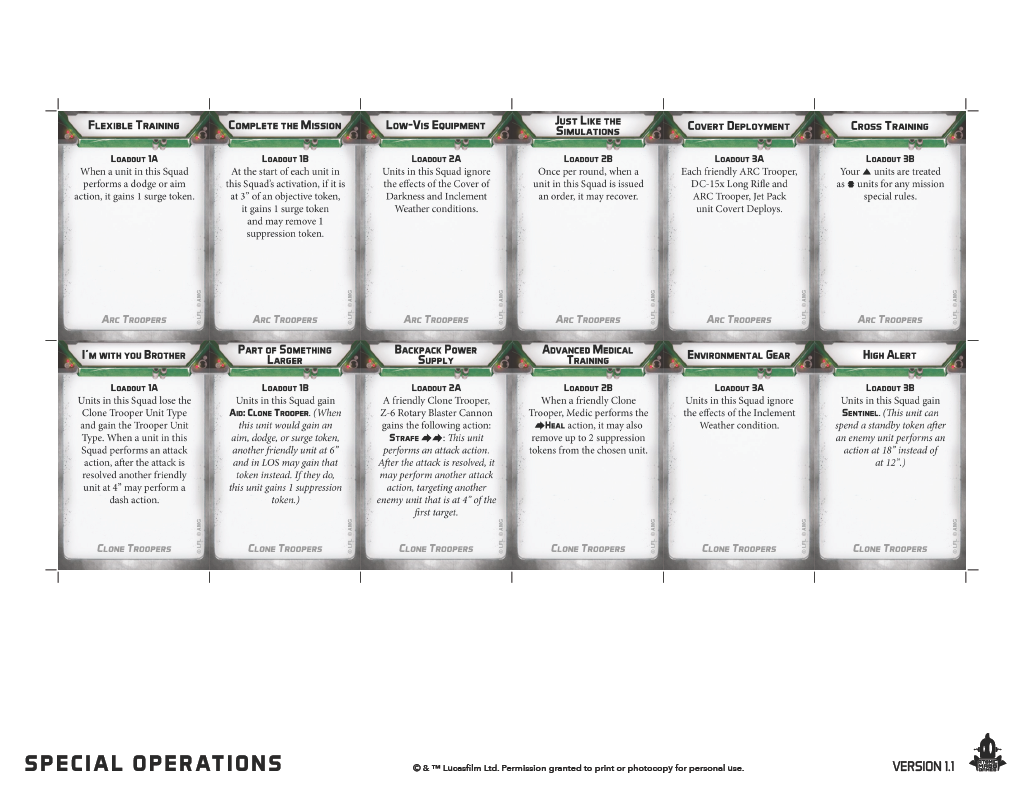 FLEXIBLE TRAINING
LOADOUT 1A
When a unit in this Squad
performs a dodge or aim
action, it gains 1 surge token.
ARC TROOPERS
© LFL © AMG
COMPLETE THE MISSION
LOADOUT 1B
At the start of each unit in
this Squad's activation, if it is
at 3" of an objective token,
it gains 1 surge token
and may remove 1
suppression token.
ARC TROOPERS
© LFL © AMG
LOW-VIS EQUIPMENT
LOADOUT 2A
Units in this Squad ignore
the effects of the Cover of
Darkness and Inclement
Weather conditions.
ARC TROOPERS
© LFL © AMG
JUST LIKE THE
SIMULATIONS
LOADOUT 2B
Once per round, when a
unit in this Squad is issued
an order, it may recover.
ARC TROOPERS
© LFL © AMG
COVERT DEPLOYMENT
LOADOUT 3A
Each friendly ARC Trooper,
DC-15x Long Rifle and
ARC Trooper, Jet Pack
unit Covert Deploys.
ARC TROOPERS
© LFL © AMG
CROSS TRAINING
LOADOUT 3B
Your units are treated
as units for any mission
special rules.
ARC TROOPERS
© LFL © AMG
I'M WITH YOU BROTHER
LOADOUT 1A
Units in this Squad lose the
Clone Trooper Unit Type
and gain the Trooper Unit
Type. When a unit in this
Squad performs an attack
action, after the attack is
resolved another friendly
unit at 4" may perform a
dash action.
CLONE TROOPERS
© LFL © AMG
PART OF SOMETHING
LARGER
LOADOUT 1B
Units in this Squad gain
AID: CLONE TROOPER. (When
this unit would gain an
aim, dodge, or surge token,
another friendly unit at 6"
and in LOS may gain that
token instead. If they do,
this unit gains 1 suppression
token.)
CLONE TROOPERS
© LFL © AMG
BACKPACK POWER
SUPPLY
LOADOUT 2A
A friendly Clone Trooper,
Z-6 Rotary Blaster Cannon
gains the following action:
STRAFE : This unit
performs an attack action.
After the attack is resolved, it
may perform another attack
action, targeting another
enemy unit that is at 4" of the
first target.
CLONE TROOPERS
© LFL © AMG
ADVANCED MEDICAL
TRAINING
LOADOUT 2B
When a friendly Clone
Trooper, Medic performs the
HEAL action, it may also
remove up to 2 suppression
tokens from the chosen unit.
CLONE TROOPERS
© LFL © AMG
ENVIRONMENTAL GEAR
LOADOUT 3A
Units in this Squad ignore
the effects of the Inclement
Weather condition.
CLONE TROOPERS
© LFL © AMG
HIGH ALERT
LOADOUT 3B
Units in this Squad gain
SENTINEL. (This unit can
spend a standby token after
an enemy unit performs an
action at 18" instead of
at 12".)
CLONE TROOPERS
© LFL © AMG
SPECIAL OPERATIONS
© & ™ Lucasfilm Ltd. Permission granted to print or photocopy for personal use.
VERSION 1.1